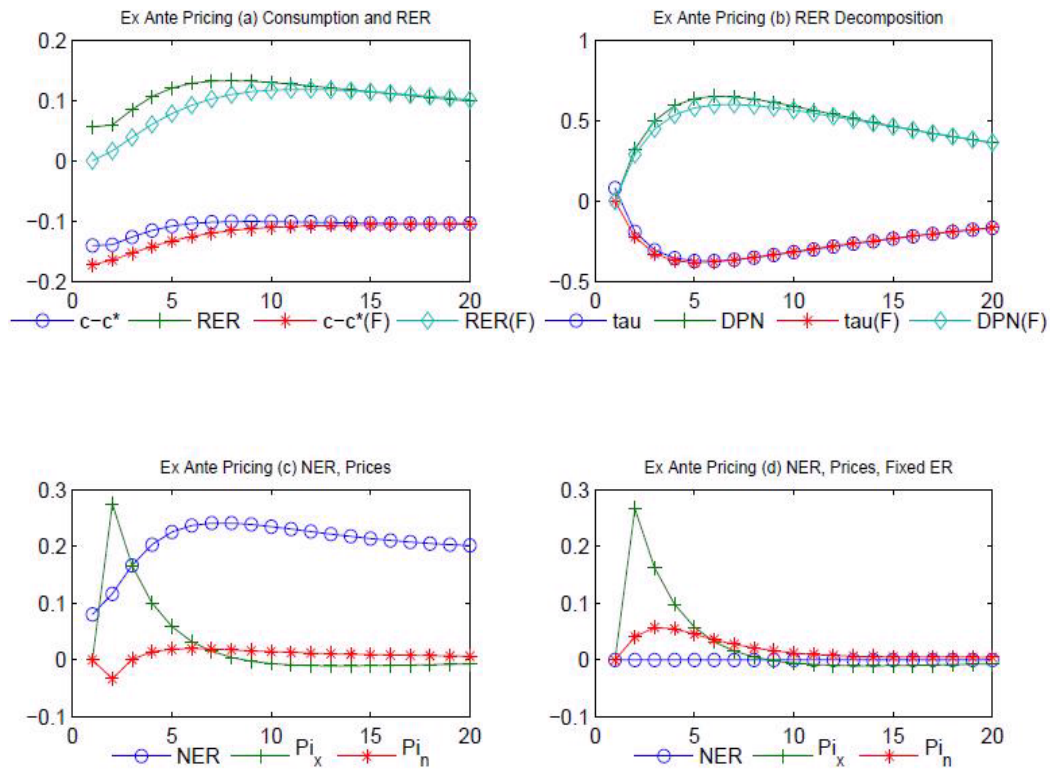 Ex Ante Pricing (a) Consumption and RER
0.2
0.1
0
−0.1
−0.2
0 5 10 15 20
c−c* RER c−c*(F) RER(F)
Ex Ante Pricing (b) RER Decomposition
1
0.5
0
−0.5
0 5 10 15 20
tau DPN tau(F) DPN(F)
Ex Ante Pricing (c) NER, Prices
0.3
0.2
0.1
0
−0.1
0 5 10 15 20
NER Pi_x Pi_n
Ex Ante Pricing (d) NER, Prices, Fixed ER
0.3
0.2
0.1
0
−0.1
0 5 10 15 20
NER Pi_x Pi_n